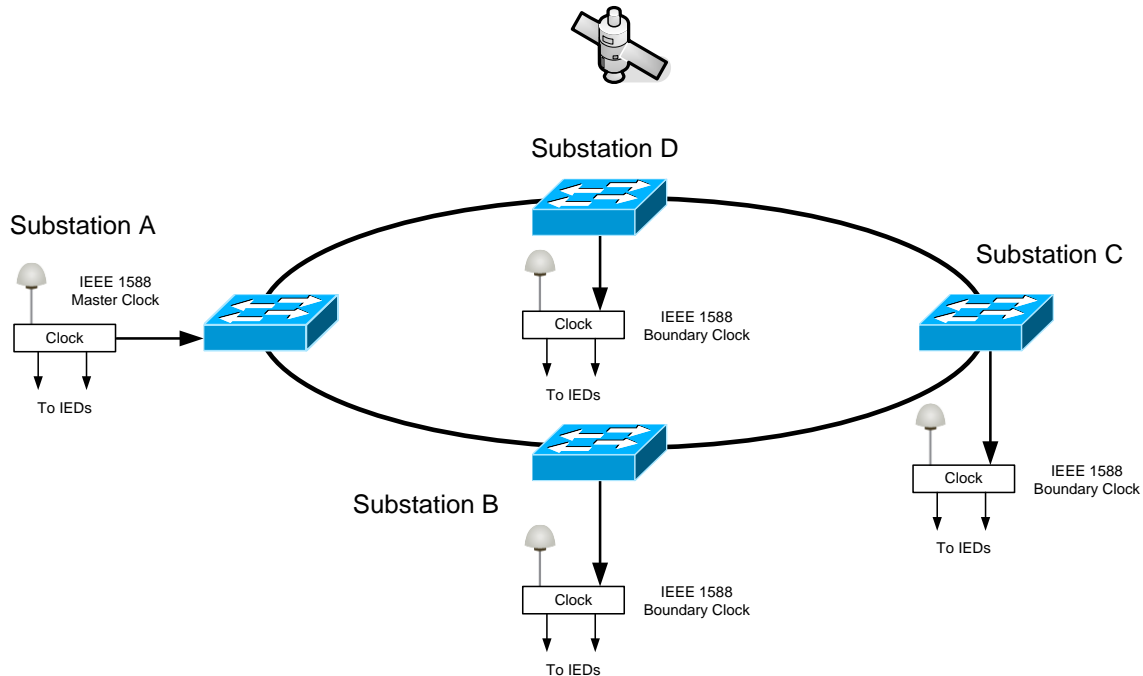 Substation D
Substation A
IEEE 1588
Master Clock
Clock
To IEDs
Substation C
Clock
IEEE 1588
Boundary Clock
To IEDs
Substation B
Clock
IEEE 1588
Boundary Clock
To IEDs
Clock
IEEE 1588
Boundary Clock
To IEDs